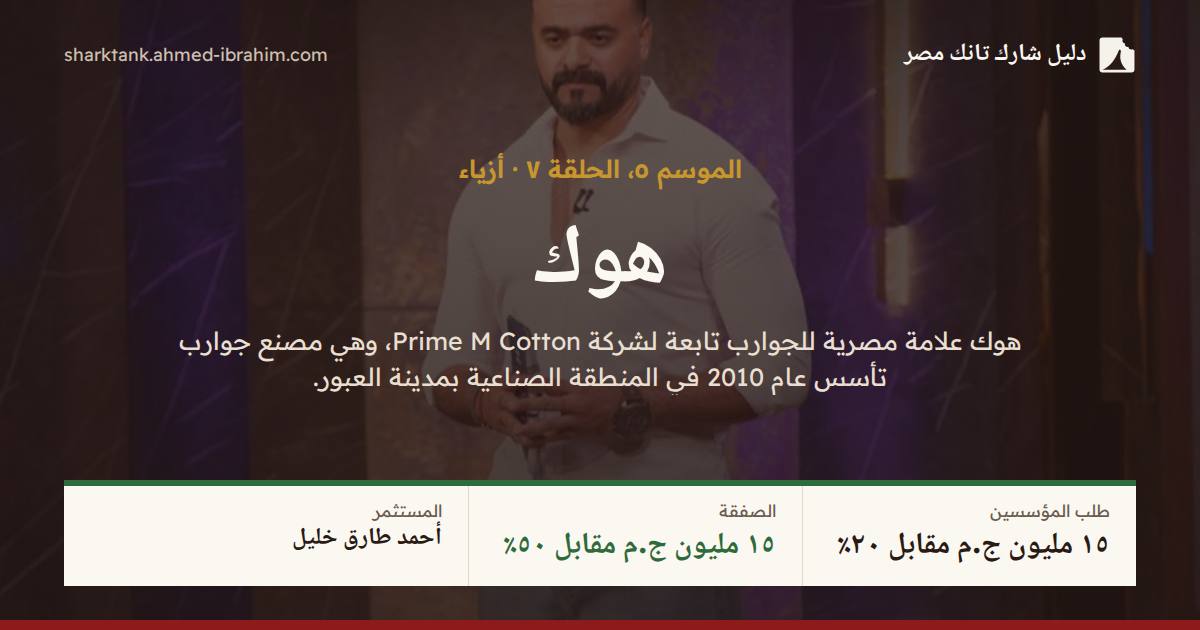 دليل شارك تانك مصر
sharktank.ahmed-ibrahim.com
الموسم ٥، الحلقة ٧ · أزياء
هوك
هوك علامة مصرية للجوارب تابعة لشركة Prime M Cotton، وهي مصنع جوارب
تأسس عام 2010 في المنطقة الصناعية بمدينة العبور.
طلب المؤسسين
١٥ مليون ج.م مقابل ٢٠٪
الصفقة
١٥ مليون ج.م مقابل ٥٠٪
المستثمر
أحمد طارق خليل